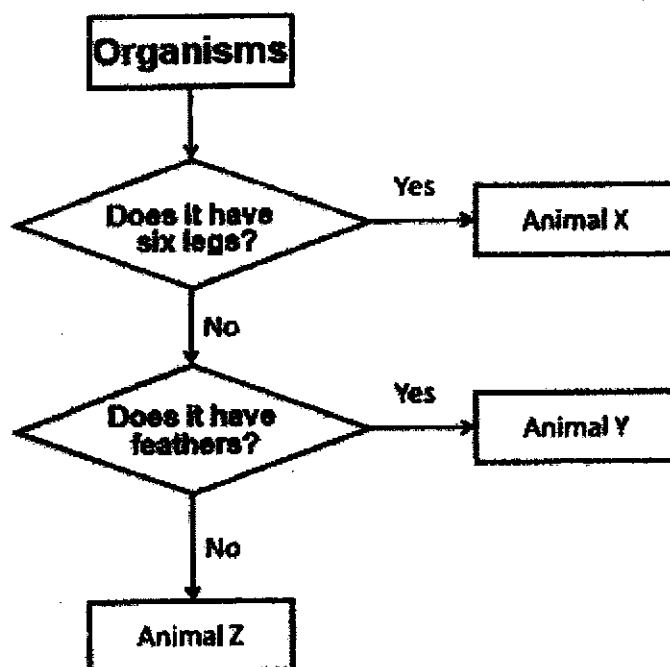 Organisms
Does it have
six legs?
Yes
Animal X
No
Does it have
feathers?
Yes
Animal Y
No
Animal Z